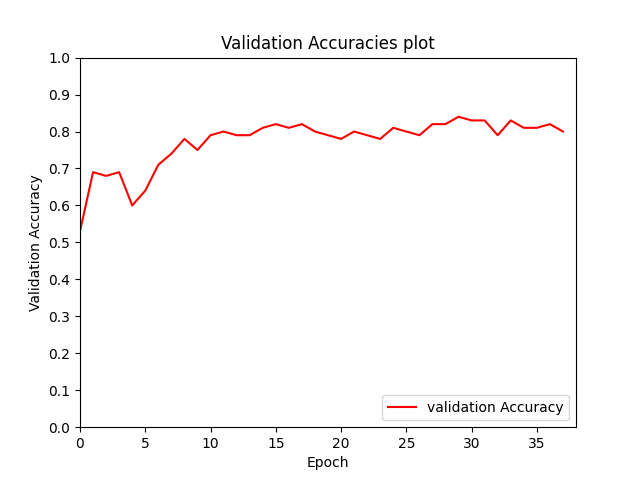 Validation Accuracies plot
1.0
0.9
0.8
0.7
0.6
0.5
0.4
0.3
0.2
0.1
0.0
Validation Accuracy
validation Accuracy
0 5 10 15 20 25 30 35
Epoch